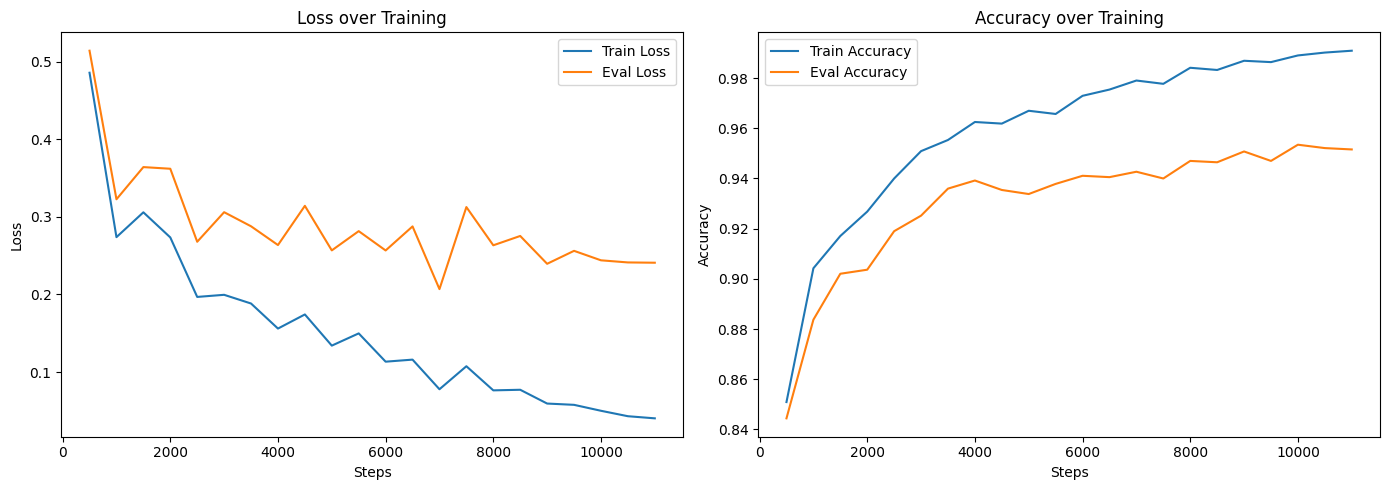 Loss over Training
Train Loss
Eval Loss
Loss
0.5
0.4
0.3
0.2
0.1
0
2000
4000
6000
8000
10000
Steps
Accuracy over Training
Train Accuracy
Eval Accuracy
Accuracy
0.98
0.96
0.94
0.92
0.90
0.88
0.86
0.84
0
2000
4000
6000
8000
10000
Steps